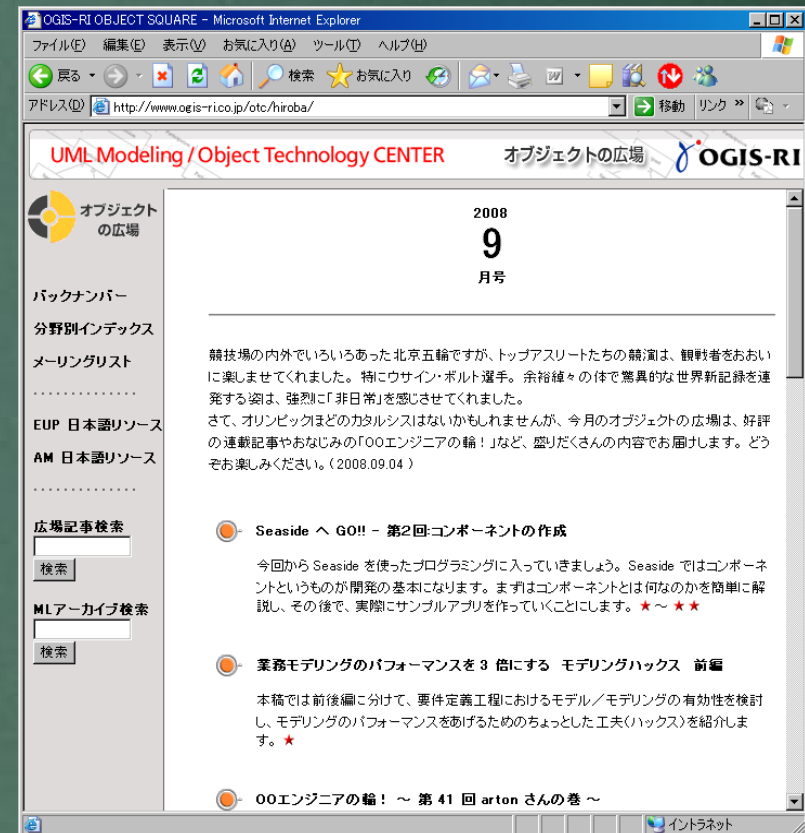 OGIS-RI OBJECT SQUARE - Microsoft Internet Explorer
ファイル(F) 編集(E) 表示(V) お気に入り(A) ツール(T) ヘルプ(H)
戻る 検索 お気に入り
アドレス(D) http://www.ogis-ri.co.jp/otc/hiroba/ 移動 リンク »
UML Modeling / Object Technology CENTER オブジェクトの広場 OGIS-RI
オブジェクト
の広場
バックナンバー
分野別インデックス
メーリングリスト
EUP 日本語リソース
AM 日本語リソース
広場記事検索
検索
MLアーカイブ検索
検索
2008
9
月号
競技場の内外でいろいろあった北京五輪ですが、トップアスリートたちの競演は、観戦者をおおい
に楽しませてくれました。特にウサイン・ボルト選手。余裕綽々の体で驚異的な世界新記録を連
発する姿は、強烈に「非日常」を感じさせてくれました。
さて、オリンピックほどのカタルシスはないかもしれませんが、今月のオブジェクトの広場は、好評
の連載記事やおなじみの「OOエンジニアの輪！」など、盛りだくさんの内容でお届けします。どう
ぞお楽しみください。(2008.09.04 )
Seaside へ GO!! - 第2回:コンポーネントの作成
今回から Seaside を使ったプログラミングに入っていきましょう。Seaside ではコンポーネ
ントというものが開発の基本になります。まずはコンポーネントとは何なのかを簡単に解
説し、その後で、実際にサンプルアプリを作っていくことにします。★～ ★★
業務モデリングのパフォーマンスを 3 倍にする モデリングハックス 前編
本稿では前後編に分けて、要件定義工程におけるモデル／モデリングの有効性を検討
し、モデリングのパフォーマンスをあげるためのちょっとした工夫(ハックス)を紹介しま
す。★
OOエンジニアの輪！ ～ 第 41 回 arton さんの巻 ～
イントラネット